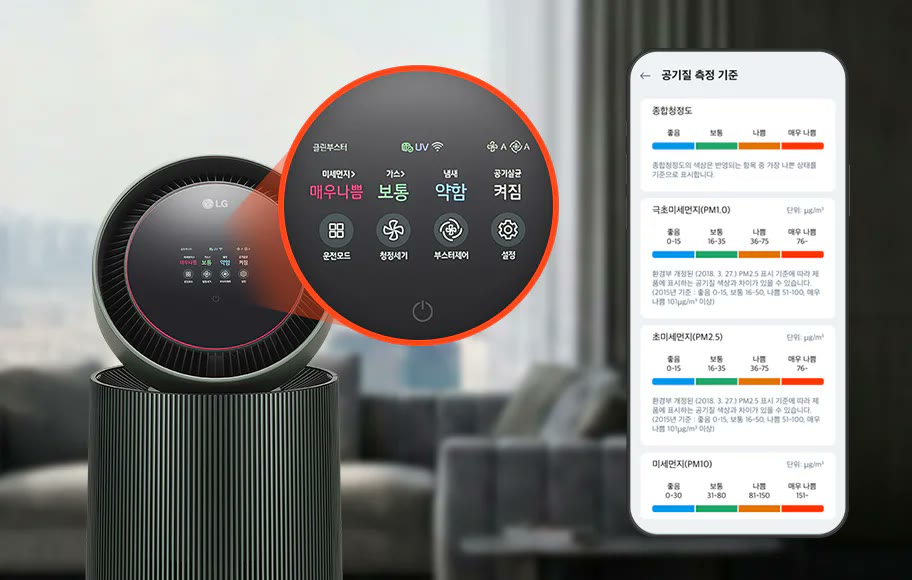 LG
클린부스터 UV A A
미세먼지> 가스> 냄새 공기살균
매우나쁨 보통 약함 켜짐
운전모드 청정세기 부스터제어 설정
← 공기질 측정 기준
종합청정도
좋음 보통 나쁨 매우 나쁨
종합청정도의 색상은 반영되는 항목 중 가장 나쁜 상태를
기준으로 표시합니다.
극초미세먼지(PM1.0) 단위: μg/m³
좋음 보통 나쁨 매우 나쁨
0-15 16-35 36-75 76-
환경부 개정된 (2018. 3. 27.) PM2.5 표시 기준에 따라 제
품에 표시하는 공기질 색상과 차이가 있을 수 있습니다.
(2015년 기준 : 좋음 0-15, 보통 16-50, 나쁨 51-100, 매우
나쁨 101μg/m³ 이상)
초미세먼지(PM2.5) 단위: μg/m³
좋음 보통 나쁨 매우 나쁨
0-15 16-35 36-75 76-
환경부 개정된 (2018. 3. 27.) PM2.5 표시 기준에 따라 제
품에 표시하는 공기질 색상과 차이가 있을 수 있습니다.
(2015년 기준 : 좋음 0-15, 보통 16-50, 나쁨 51-100, 매우
나쁨 101μg/m³ 이상)
미세먼지(PM10) 단위: μg/m³
좋음 보통 나쁨 매우 나쁨
0-30 31-80 81-150 151-